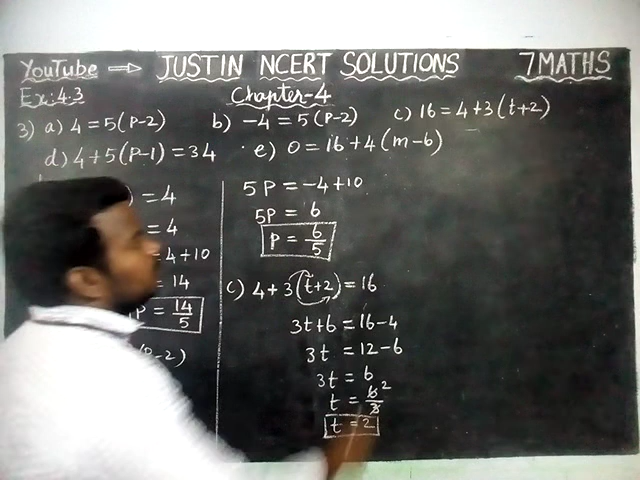 YouTube ⟹ JUSTIN NCERT SOLUTIONS 7MATHS
Ex:4.3 Chapter-4
3) a) 4 = 5(P-2) b) -4 = 5(P-2) c) 16 = 4+3(t+2)
d) 4+5(P-1) = 34 e) 0 = 16+4(m-6)
) = 4
= 4
= 4+10
= 14
P = 14/5
P-2)
5P = -4+10
5P = 6
P = 6/5
c) 4+3(t+2) = 16
3t+6 = 16-4
3t = 12-6
3t = 6
t = 6/3 2
t = 2